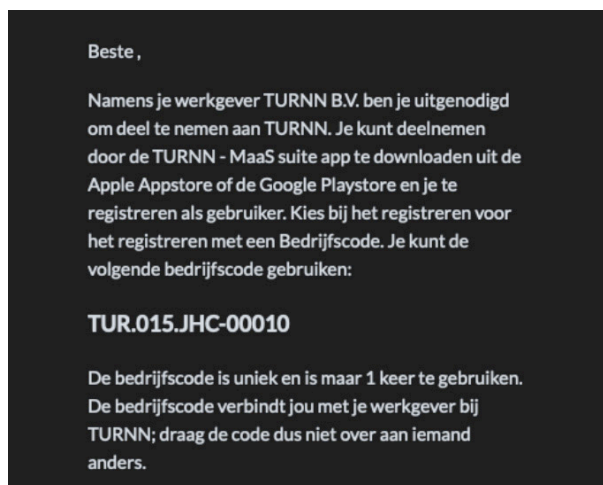 Beste ,
Namens je werkgever TURNN B.V. ben je uitgenodigd
om deel te nemen aan TURNN. Je kunt deelnemen
door de TURNN - MaaS suite app te downloaden uit de
Apple Appstore of de Google Playstore en je te
registreren als gebruiker. Kies bij het registreren voor
het registreren met een Bedrijfscode. Je kunt de
volgende bedrijfscode gebruiken:
TUR.015.JHC-00010
De bedrijfscode is uniek en is maar 1 keer te gebruiken.
De bedrijfscode verbindt jou met je werkgever bij
TURNN; draag de code dus niet over aan iemand
anders.